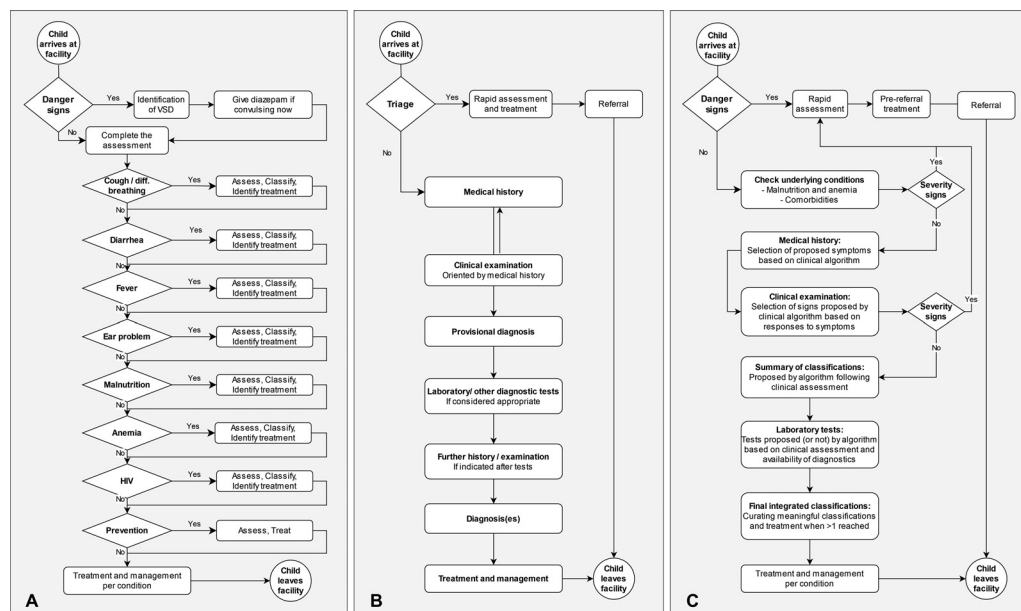 Child
arrives at
facility
Danger
signs
Yes
Identification
of VSD
Give diazepam if
convulsing now
No
Complete the
assessment
Cough / diff.
breathing
Yes
Assess, Classify,
Identify treatment
No
Diarrhea
Yes
Assess, Classify,
Identify treatment
No
Fever
Yes
Assess, Classify,
Identify treatment
No
Ear problem
Yes
Assess, Classify,
Identify treatment
No
Malnutrition
Yes
Assess, Classify,
Identify treatment
No
Anemia
Yes
Assess, Classify,
Identify treatment
No
HIV
Yes
Assess, Classify,
Identify treatment
No
Prevention
Yes
Assess, Treat
No
Treatment and management
per condition
Child
leaves
facility
A
Child
arrives at
facility
Triage
Yes
Rapid assessment
and treatment
Referral
No
Medical history
Clinical examination
Oriented by medical history
Provisional diagnosis
Laboratory/ other diagnostic tests
If considered appropriate
Further history / examination
If indicated after tests
Diagnosis(es)
Treatment and management
Child
leaves
facility
B
Child
arrives at
facility
Danger
signs
Yes
Rapid
assessment
Pre-referral
treatment
Referral
No
Yes
Check underlying conditions
- Malnutrition and anemia
- Comorbidities
Severity
signs
No
Medical history:
Selection of proposed symptoms
based on clinical algorithm
Yes
Clinical examination:
Selection of signs proposed by
clinical algorithm based on
responses to symptoms
Severity
signs
No
Summary of classifications:
Proposed by algorithm following
clinical assessment
Laboratory tests:
Tests proposed (or not) by algorithm
based on clinical assessment and
availability of diagnostics
Final integrated classifications:
Curating meaningful classifications
and treatment when >1 reached
Treatment and management
per condition
Child
leaves
facility
C